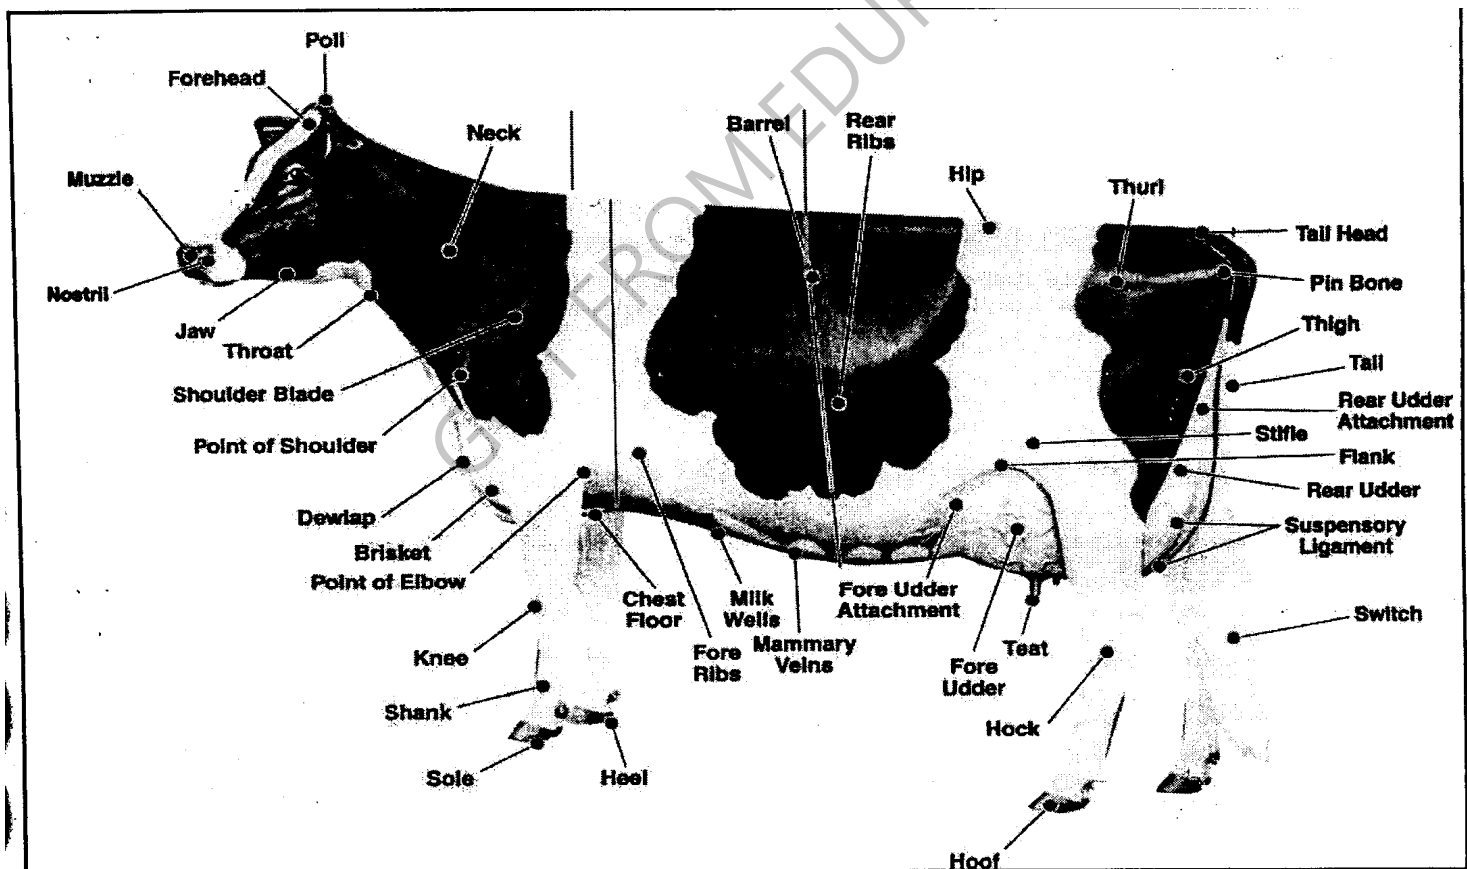 Poll
Forehead
Neck
Barrel
Rear
Ribs
Muzzle
Hip
Thurl
Tail Head
Nostril
Pin Bone
Jaw
Throat
Thigh
Shoulder Blade
Tail
Rear Udder
Attachment
Point of Shoulder
Stifle
Flank
Dewlap
Rear Udder
Brisket
Suspensory
Ligament
Point of Elbow
Chest
Floor
Milk
Wells
Fore Udder
Attachment
Switch
Knee
Fore
Ribs
Mammary
Veins
Teat
Fore
Udder
Shank
Hock
Sole
Heel
Hoof
FROM EDUR